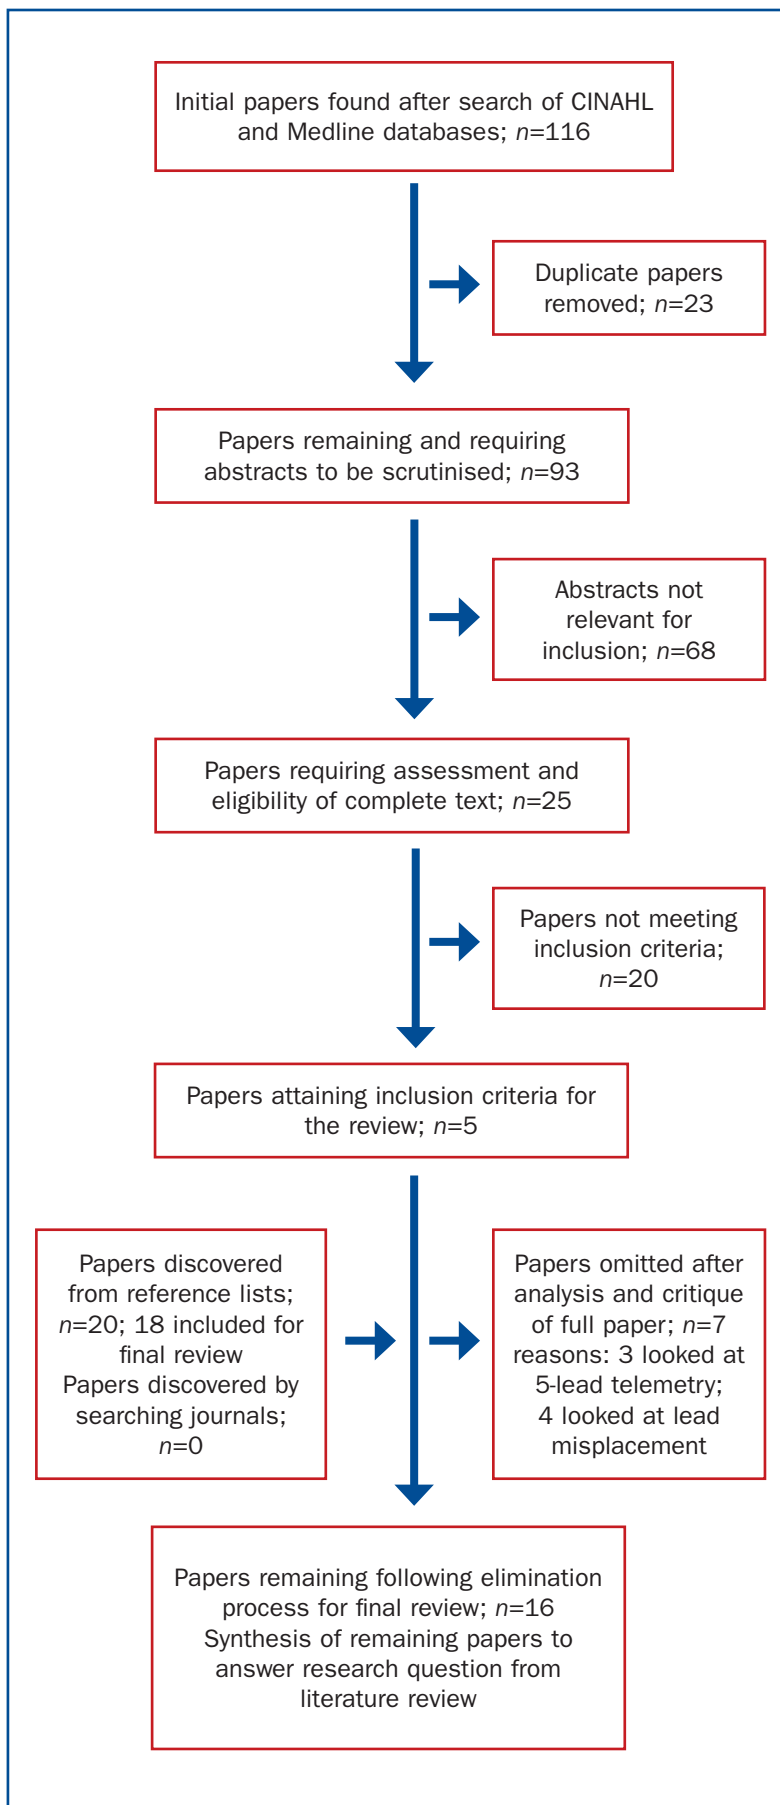 Initial papers found after search of CINAHL
and Medline databases; n=116
Duplicate papers
removed; n=23
Papers remaining and requiring
abstracts to be scrutinised; n=93
Abstracts not
relevant for
inclusion; n=68
Papers requiring assessment and
eligibility of complete text; n=25
Papers not meeting
inclusion criteria;
n=20
Papers attaining inclusion criteria for
the review; n=5
Papers discovered
from reference lists;
n=20; 18 included for
final review
Papers discovered by
searching journals;
n=0
Papers omitted after
analysis and critique
of full paper; n=7
reasons: 3 looked at
5-lead telemetry;
4 looked at lead
misplacement
Papers remaining following elimination
process for final review; n=16
Synthesis of remaining papers to
answer research question from
literature review